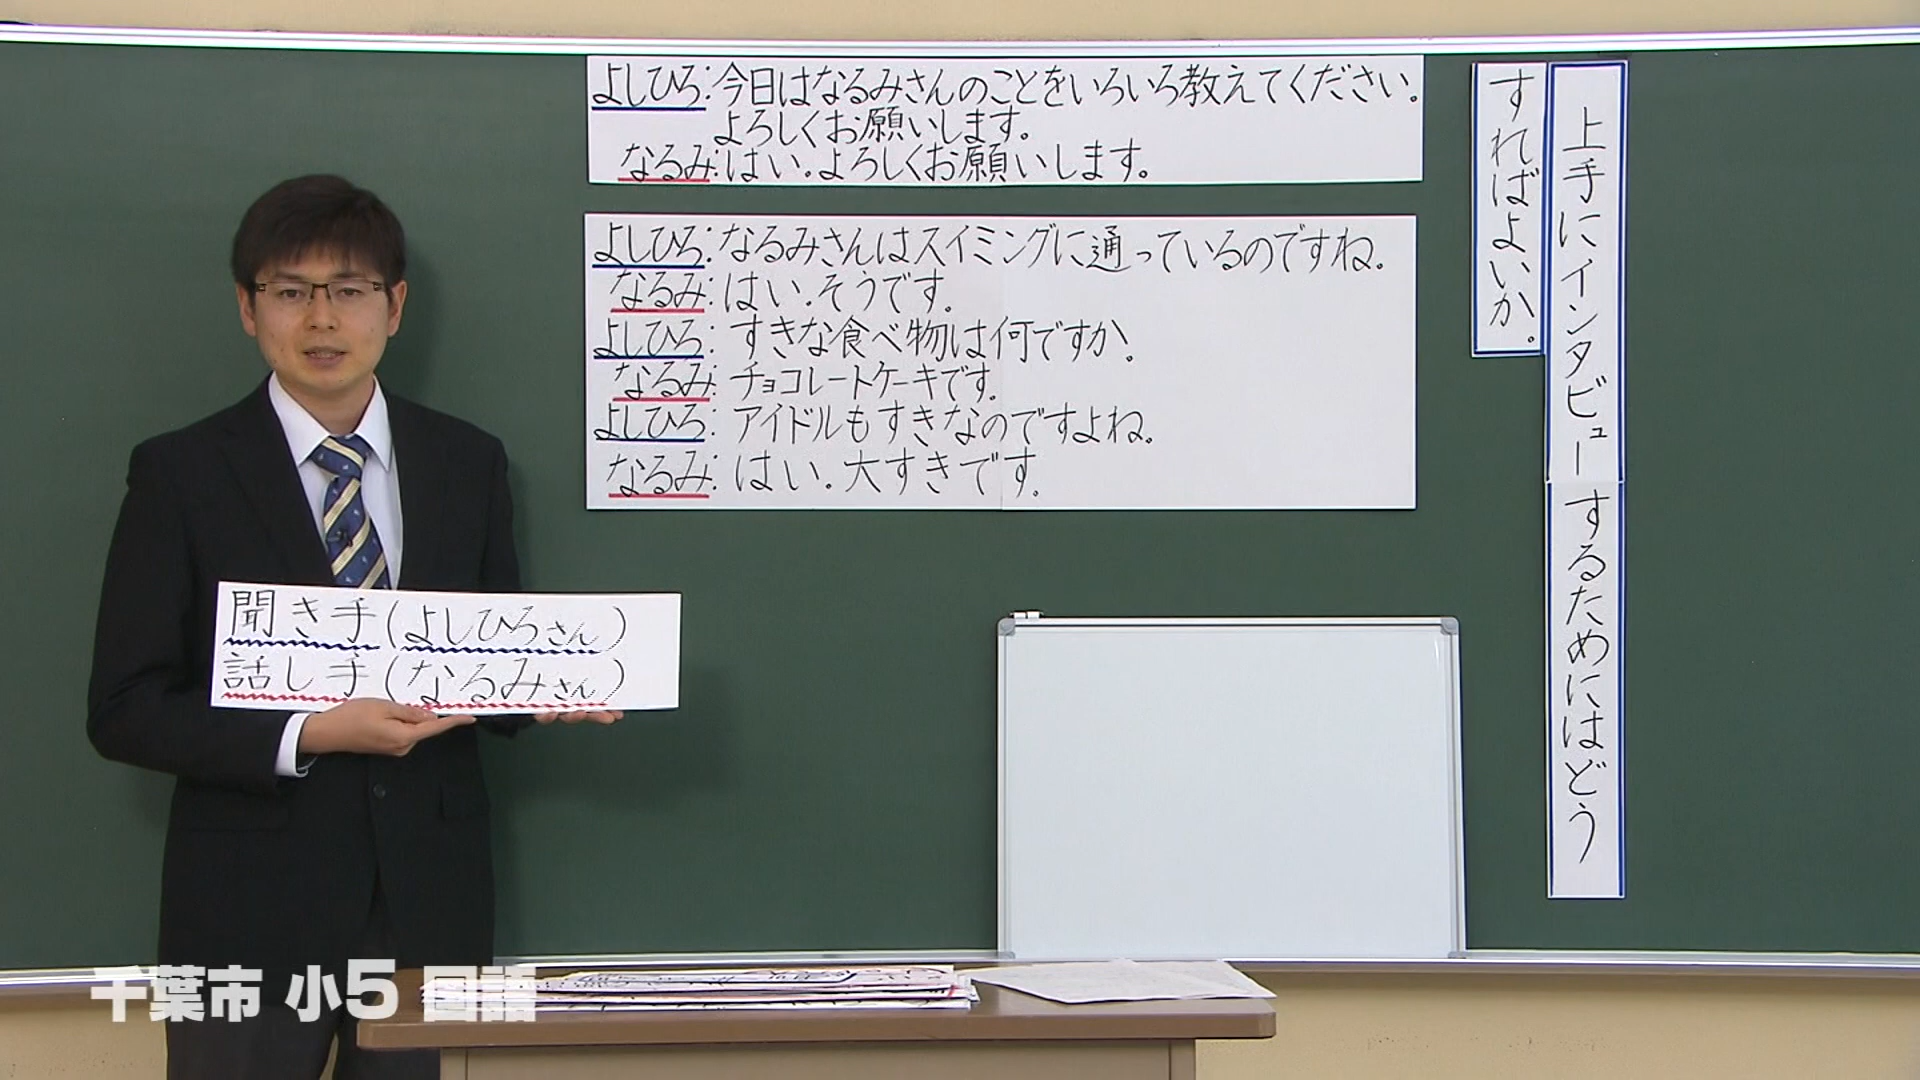 上手にインタビューするためにはどう
すればよいか。
よしひろ:今日はなるみさんのことをいろいろ教えてください。
よろしくお願いします。
なるみ:はい。よろしくお願いします。
よしひろ:なるみさんはスイミングに通っているのですね。
なるみ:はい。そうです。
よしひろ:すきな食べ物は何ですか。
なるみ:チョコレートケーキです。
よしひろ:アイドルもすきなのですよね。
なるみ:はい。大すきです。
聞き手(よしひろさん)
話し手(なるみさん)
千葉市 小5 国語